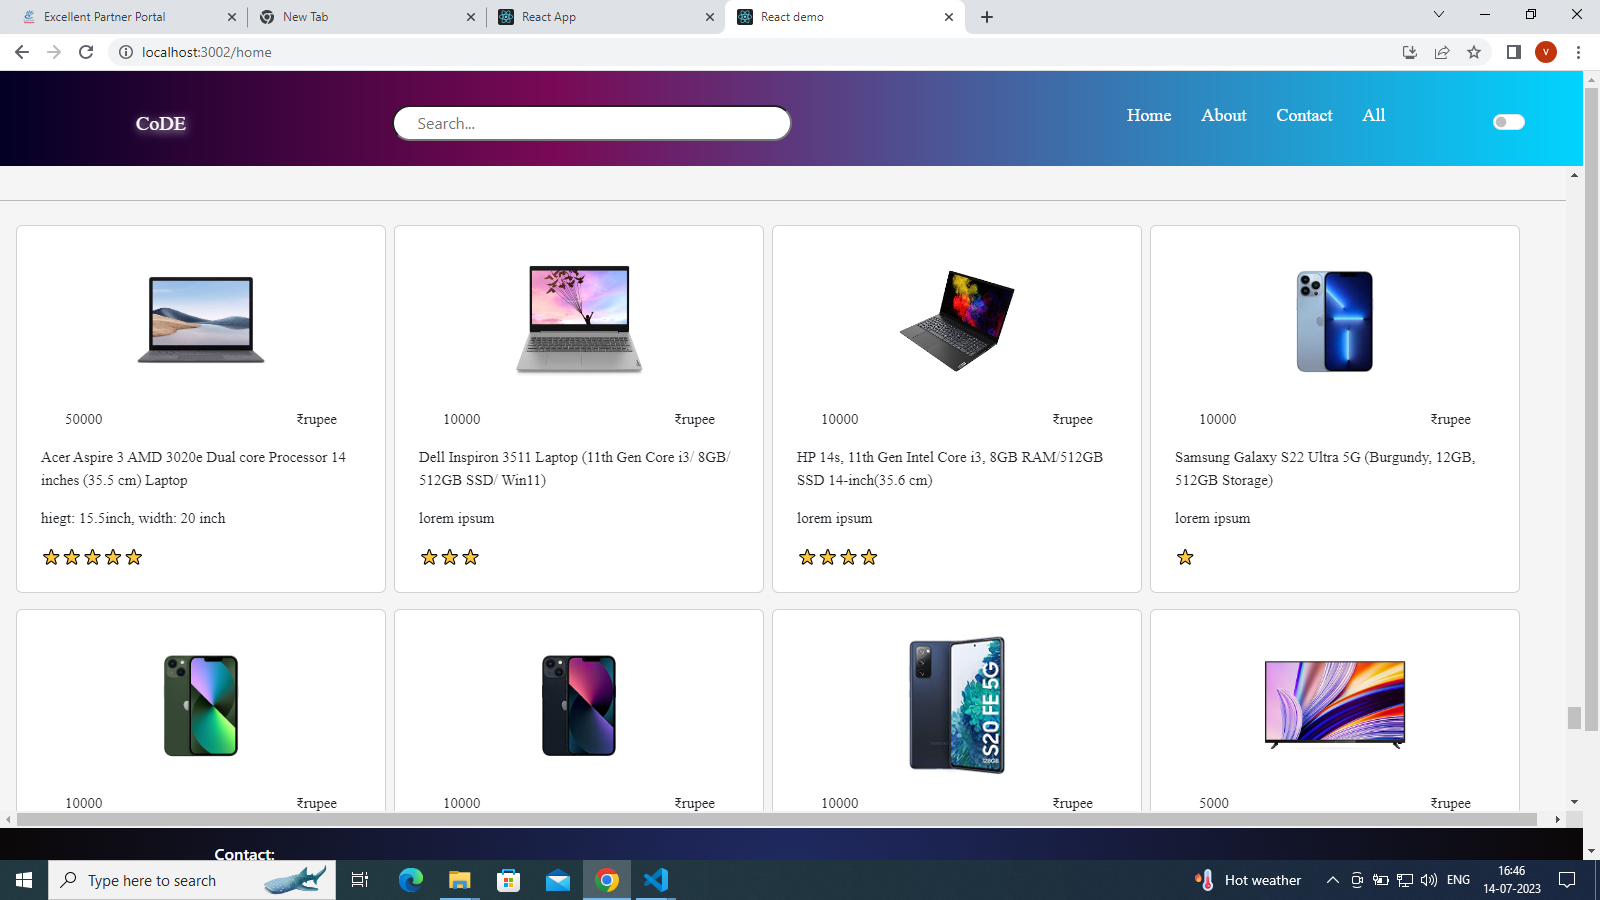 Excellent Partner Portal
New Tab
React App
React demo
localhost:3002/home
V
CoDE
Search...
Home About Contact All
50000 ₹rupee
Acer Aspire 3 AMD 3020e Dual core Processor 14
inches (35.5 cm) Laptop
hiegt: 15.5inch, width: 20 inch
10000 ₹rupee
Dell Inspiron 3511 Laptop (11th Gen Core i3/ 8GB/
512GB SSD/ Win11)
lorem ipsum
10000 ₹rupee
HP 14s, 11th Gen Intel Core i3, 8GB RAM/512GB
SSD 14-inch(35.6 cm)
lorem ipsum
10000 ₹rupee
Samsung Galaxy S22 Ultra 5G (Burgundy, 12GB,
512GB Storage)
lorem ipsum
10000 ₹rupee
10000 ₹rupee
S20 FE 5G
128GB
10000 ₹rupee
5000 ₹rupee
Contact:
Type here to search
Hot weather
ENG
16:46
14-07-2023